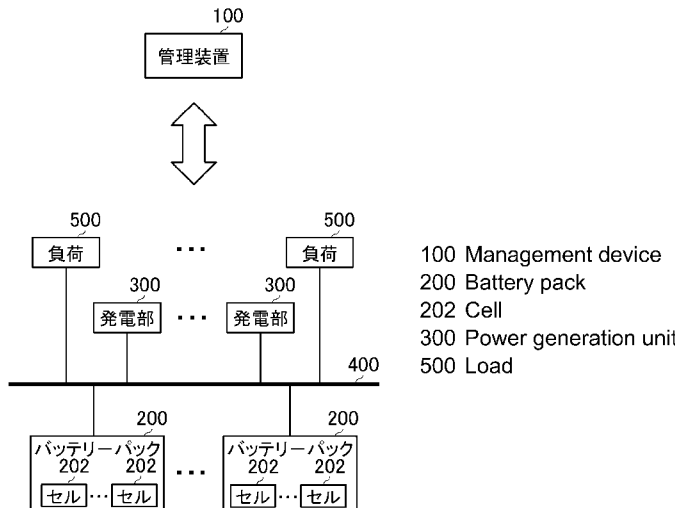 100
管理装置
500
500
負荷
...
負荷
300
300
発電部
...
発電部
400
200
200
バッテリーパック
バッテリーパック
202 202
202 202
セル...セル
...
セル...セル
100 Management device
200 Battery pack
202 Cell
300 Power generation unit
500 Load